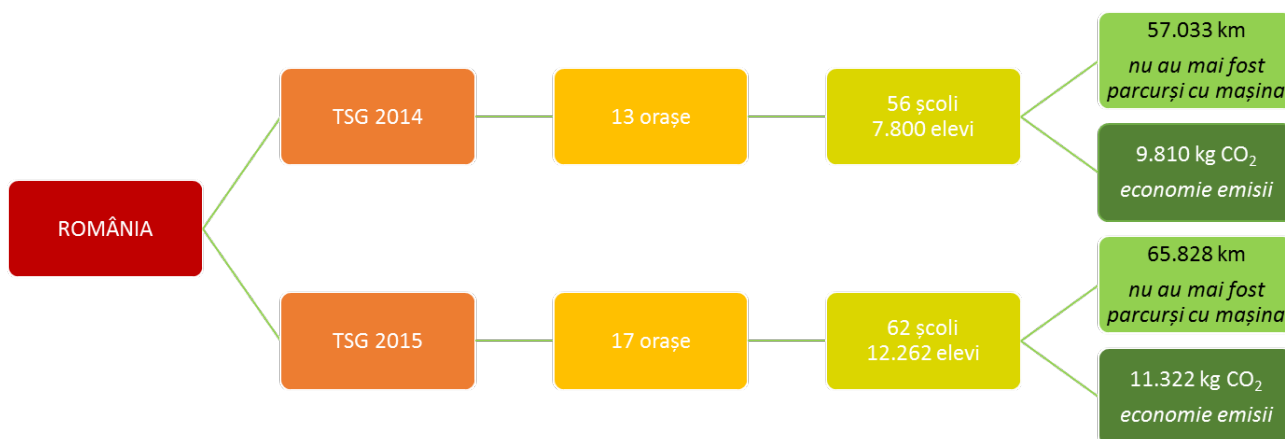 ROMÂNIA
TSG 2014
13 orașe
56 școli
7.800 elevi
57.033 km
nu au mai fost
parcurși cu mașina
9.810 kg CO₂
economie emisii
TSG 2015
17 orașe
62 școli
12.262 elevi
65.828 km
nu au mai fost
parcurși cu mașina
11.322 kg CO₂
economie emisii